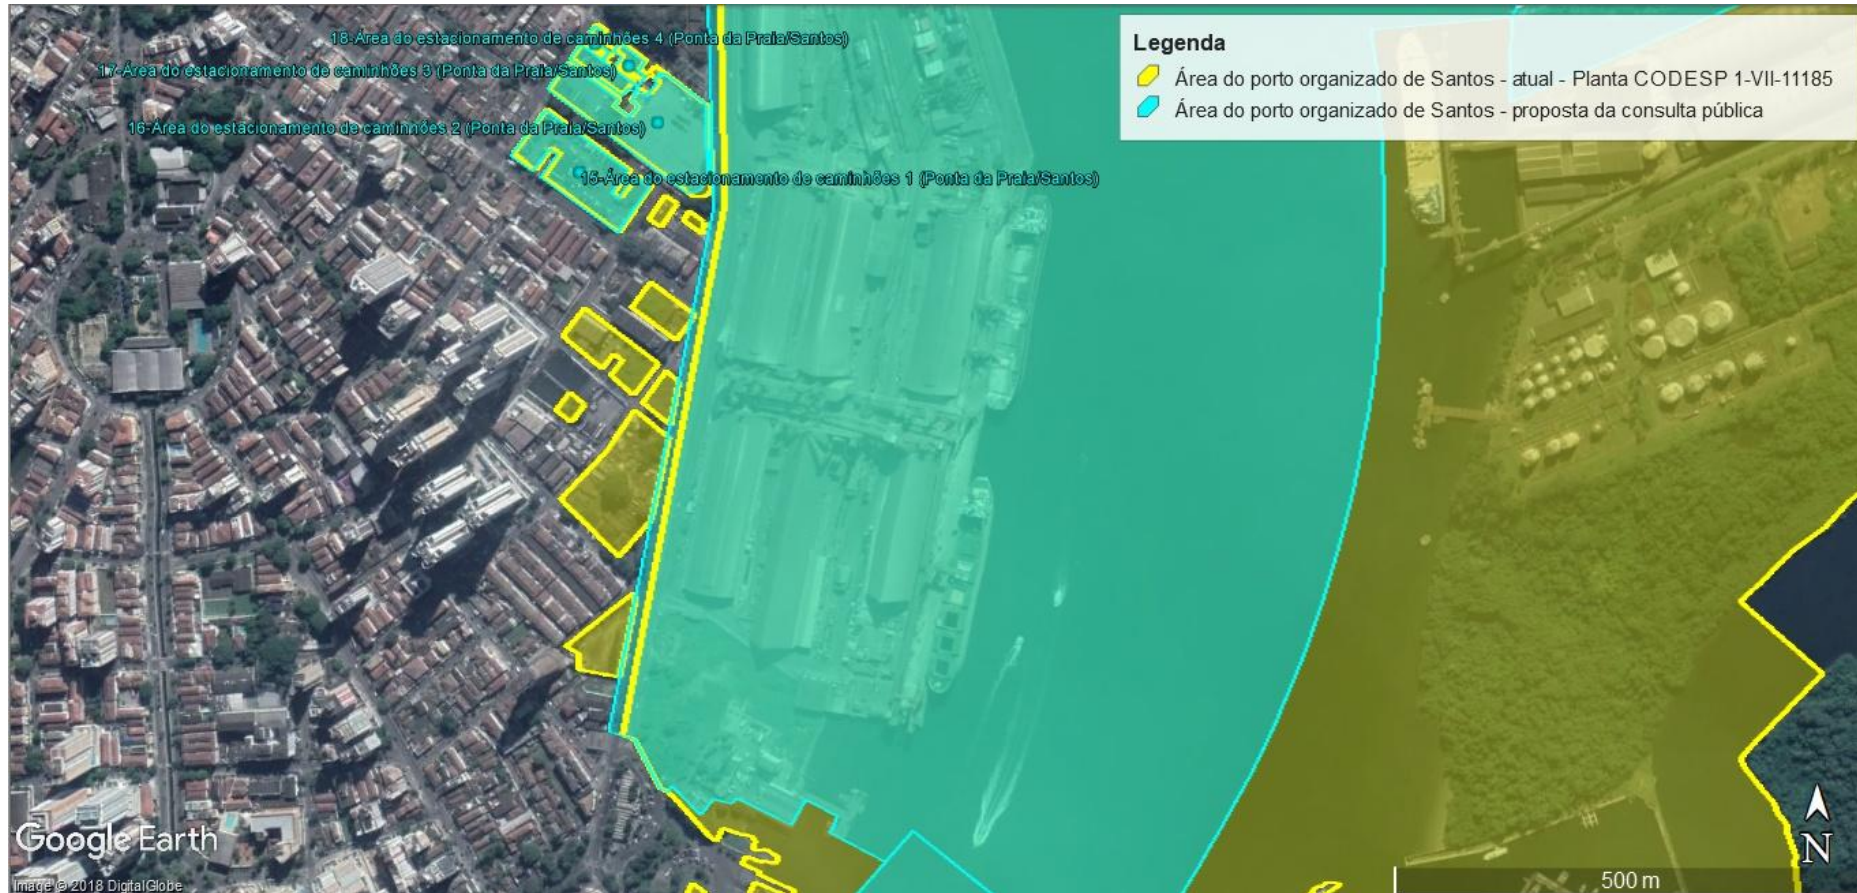 18-Área do estacionamento de caminhões 4 (Ponta da Praia/Santos)
17-Área do estacionamento de caminhões 3 (Ponta da Praia/Santos)
16-Área do estacionamento de caminhões 2 (Ponta da Praia/Santos)
15-Área do estacionamento de caminhões 1 (Ponta da Praia/Santos)
Legenda
Área do porto organizado de Santos - atual - Planta CODESP 1-VII-11185
Área do porto organizado de Santos - proposta da consulta pública
Google Earth
Image © 2018 DigitalGlobe
N
500 m